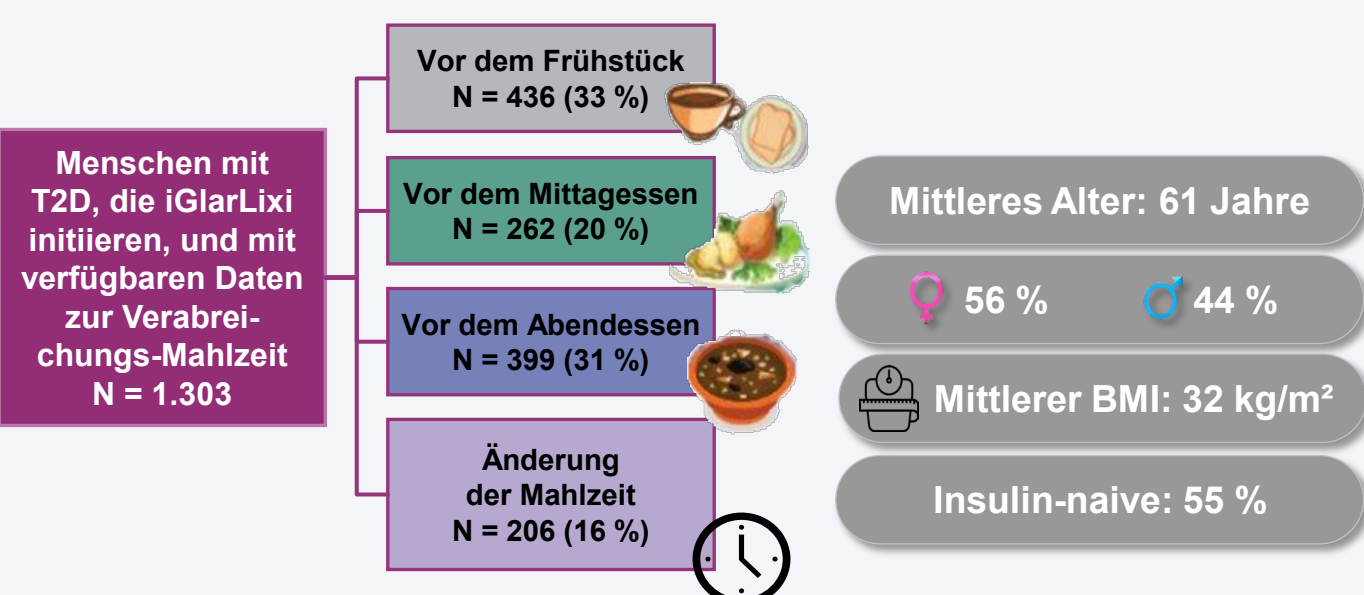 Menschen mit
T2D, die iGlarLixi
initiieren, und mit
verfügbaren Daten
zur Verabrei-
chungs-Mahlzeit
N = 1.303
Vor dem Frühstück
N = 436 (33 %)
Vor dem Mittagessen
N = 262 (20 %)
Vor dem Abendessen
N = 399 (31 %)
Änderung
der Mahlzeit
N = 206 (16 %)
Mittleres Alter: 61 Jahre
♀ 56 % ♂ 44 %
Mittlerer BMI: 32 kg/m²
Insulin-naive: 55 %